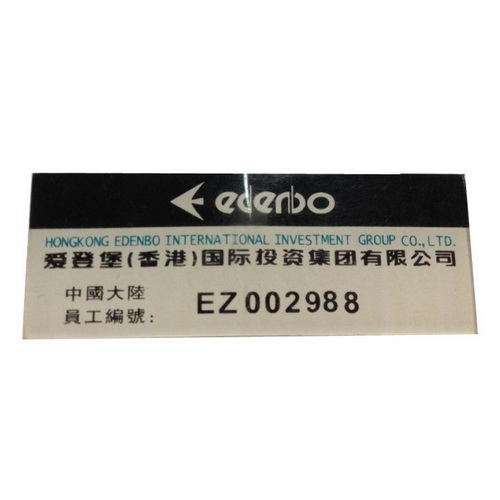 edenbo
HONGKONG EDENBO INTERNATIONAL INVESTMENT GROUP CO., LTD.
爱登堡(香港)国际投资集团有限公司
中國大陸
員工編號: EZ002988